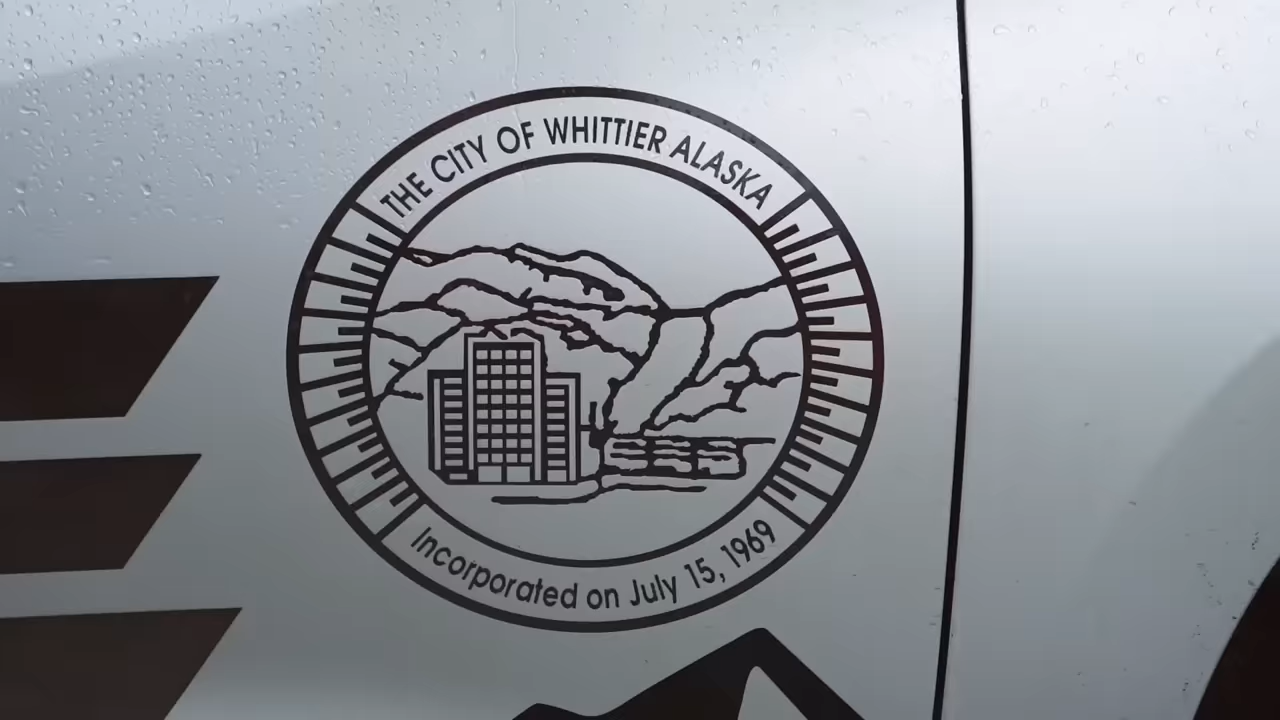 THE CITY OF WHITTIER ALASKA
Incorporated on July 15, 1969